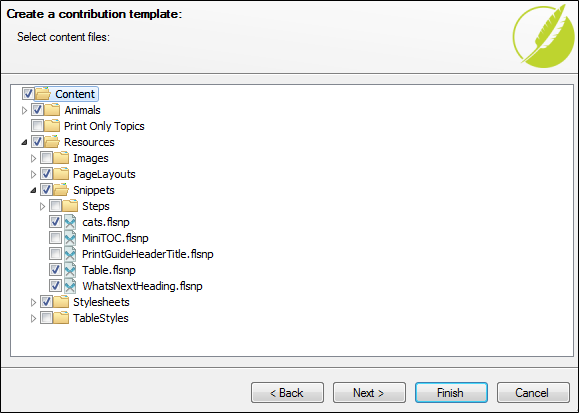 Create a contribution template:
Select content files:
Content
Animals
Print Only Topics
Resources
Images
PageLayouts
Snippets
Steps
cats.flsnp
MiniTOC.flsnp
PrintGuideHeaderTitle.flsnp
Table.flsnp
WhatsNextHeading.flsnp
Stylesheets
TableStyles
< Back Next > Finish Cancel